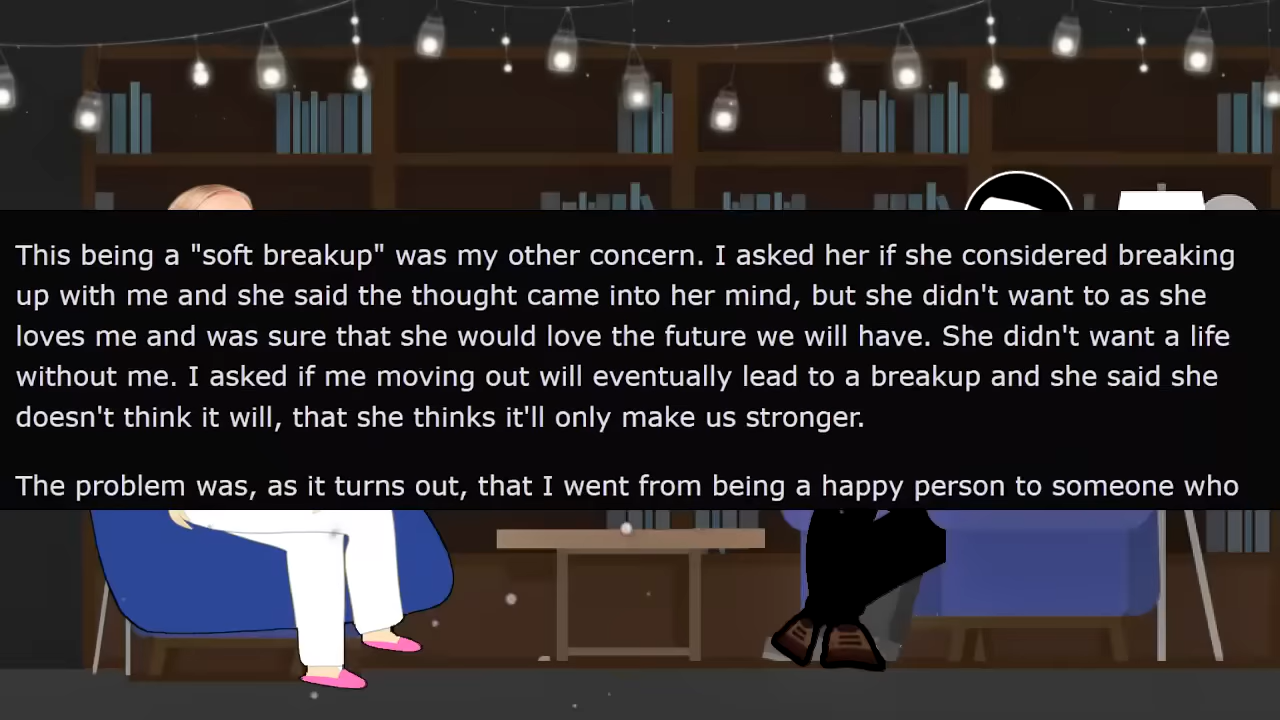 This being a "soft breakup" was my other concern. I asked her if she considered breaking
up with me and she said the thought came into her mind, but she didn't want to as she
loves me and was sure that she would love the future we will have. She didn't want a life
without me. I asked if me moving out will eventually lead to a breakup and she said she
doesn't think it will, that she thinks it'll only make us stronger.
The problem was, as it turns out, that I went from being a happy person to someone who